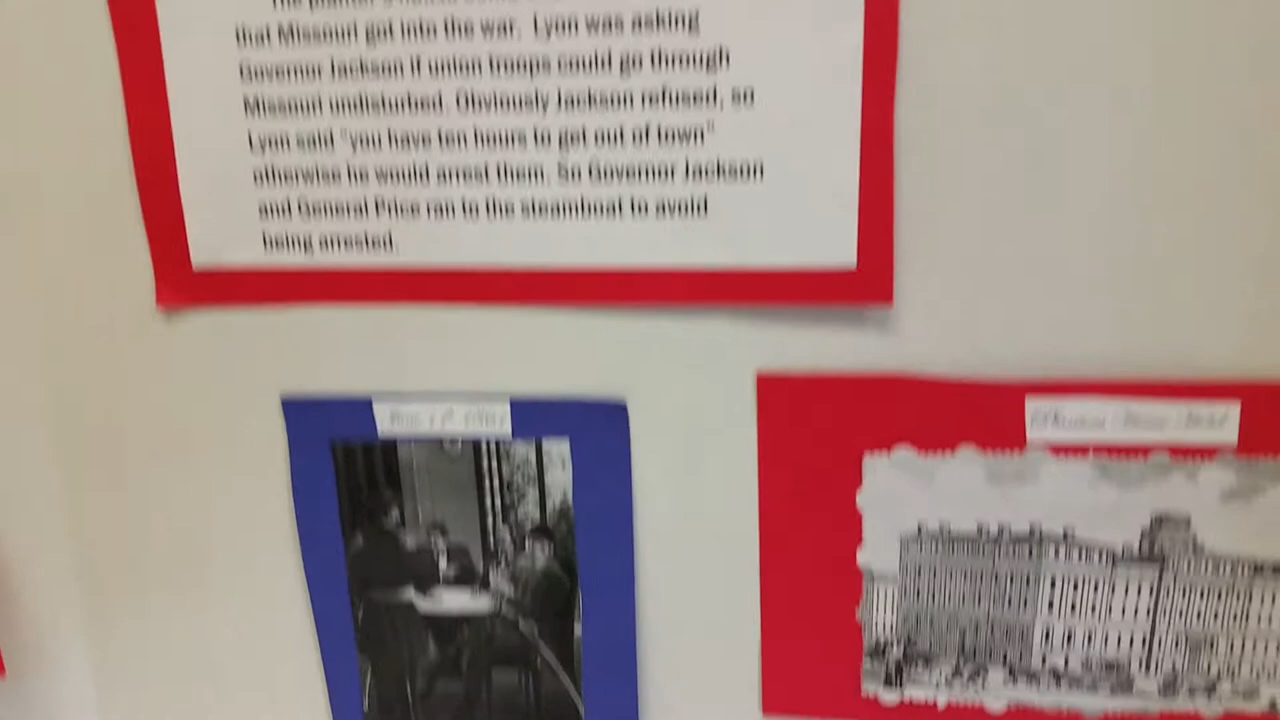 The planter's
that Missouri got into the war. Lyon was asking
Governor Jackson if union troops could go through
Missouri undisturbed. Obviously Jackson refused, so
Lyon said "you have ten hours to get out of town"
otherwise he would arrest them. So Governor Jackson
and General Price ran to the steamboat to avoid
being arrested.